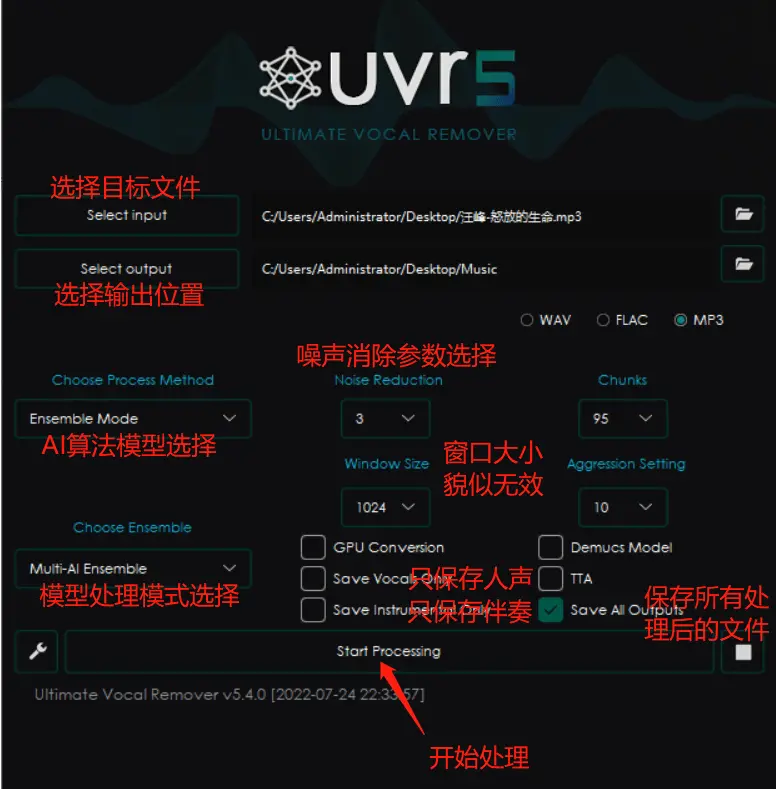 uvr5
ULTIMATE VOCAL REMOVER
选择目标文件
Select input
C:/Users/Administrator/Desktop/汪峰-怒放的生命.mp3
Select output
C:/Users/Administrator/Desktop/Music
选择输出位置
WAV
FLAC
MP3
噪声消除参数选择
Choose Process Method
Noise Reduction
Chunks
Ensemble Mode
3
95
AI算法模型选择
Window Size
窗口大小
貌似无效
Aggression Setting
1024
10
Choose Ensemble
Multi-AI Ensemble
模型处理模式选择
GPU Conversion
Demucs Model
Save Vocals Only
只保存人声
TTA
Save Instrumental Only
只保存伴奏
Save All Outputs
保存所有处
理后的文件
Start Processing
Ultimate Vocal Remover v5.4.0 [2022-07-24 22:33:57]
开始处理